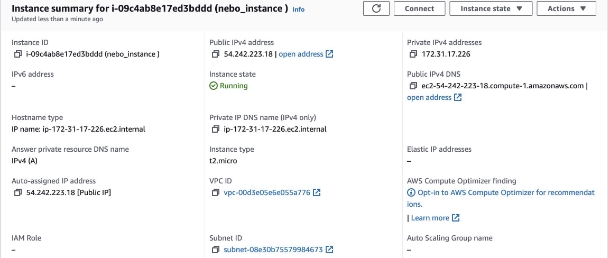 Instance summary for i-09c4ab8e17ed3bddd (nebo_instance ) Info
Updated less than a minute ago
Connect
Instance state
Actions
Instance ID
i-09c4ab8e17ed3bddd (nebo_instance )
Public IPv4 address
54.242.223.18 | open address
Private IPv4 addresses
172.31.17.226
IPv6 address
–
Instance state
Running
Public IPv4 DNS
ec2-54-242-223-18.compute-1.amazonaws.com |
open address
Hostname type
IP name: ip-172-31-17-226.ec2.internal
Private IP DNS name (IPv4 only)
ip-172-31-17-226.ec2.internal
Answer private resource DNS name
IPv4 (A)
Instance type
t2.micro
Elastic IP addresses
–
Auto-assigned IP address
54.242.223.18 [Public IP]
VPC ID
vpc-00d3e05e6e055a776
AWS Compute Optimizer finding
Opt-in to AWS Compute Optimizer for recommendat
ions.
| Learn more
IAM Role
–
Subnet ID
subnet-08e30b75579984673
Auto Scaling Group name
–